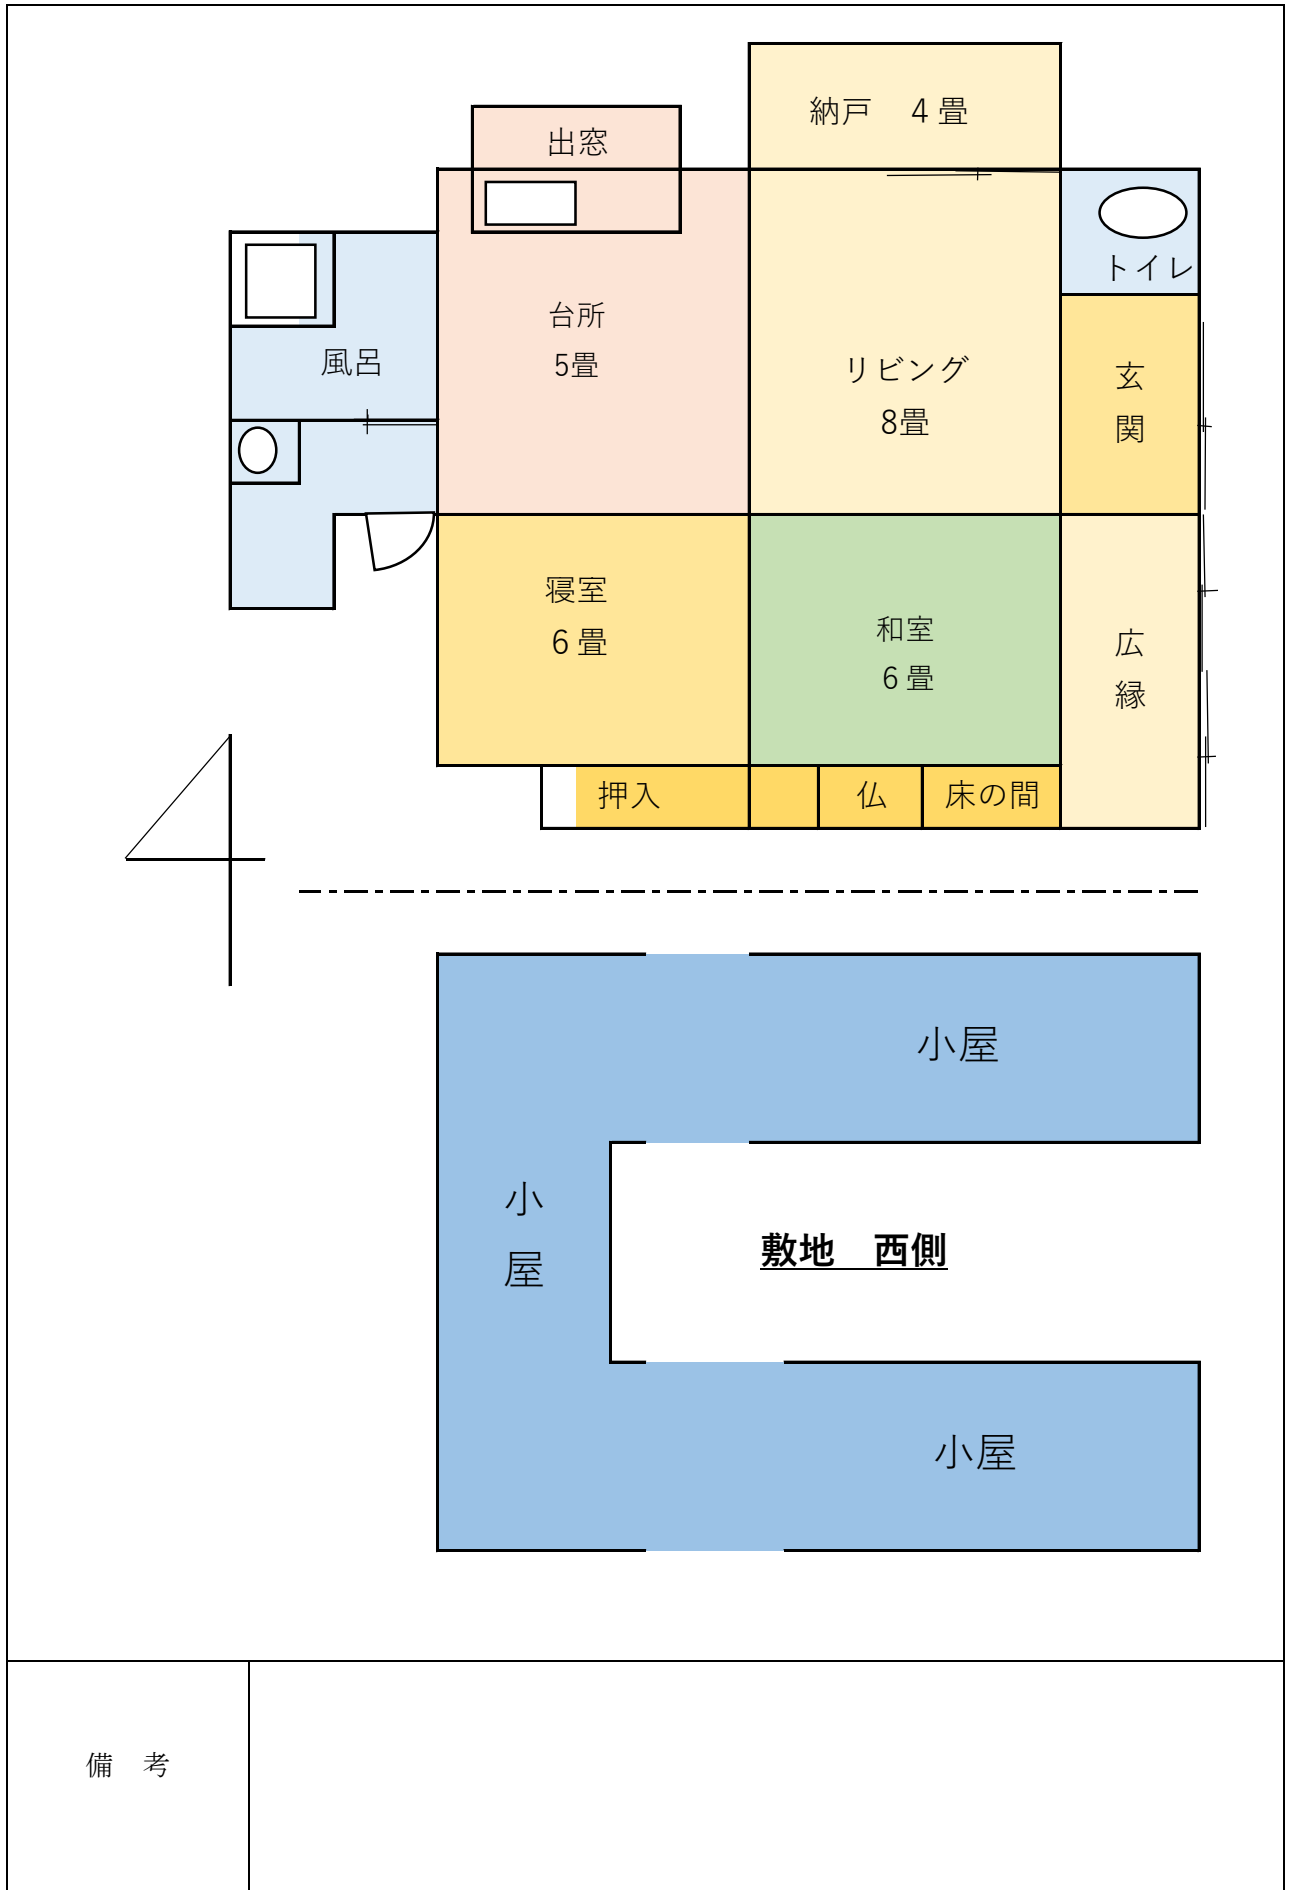 納戸　４畳
出窓
トイレ
台所
5畳
風呂
リビング
8畳
玄
関
寝室
６畳
和室
６畳
広
縁
押入
仏
床の間
小屋
小
屋
敷地　西側
小屋
備　考